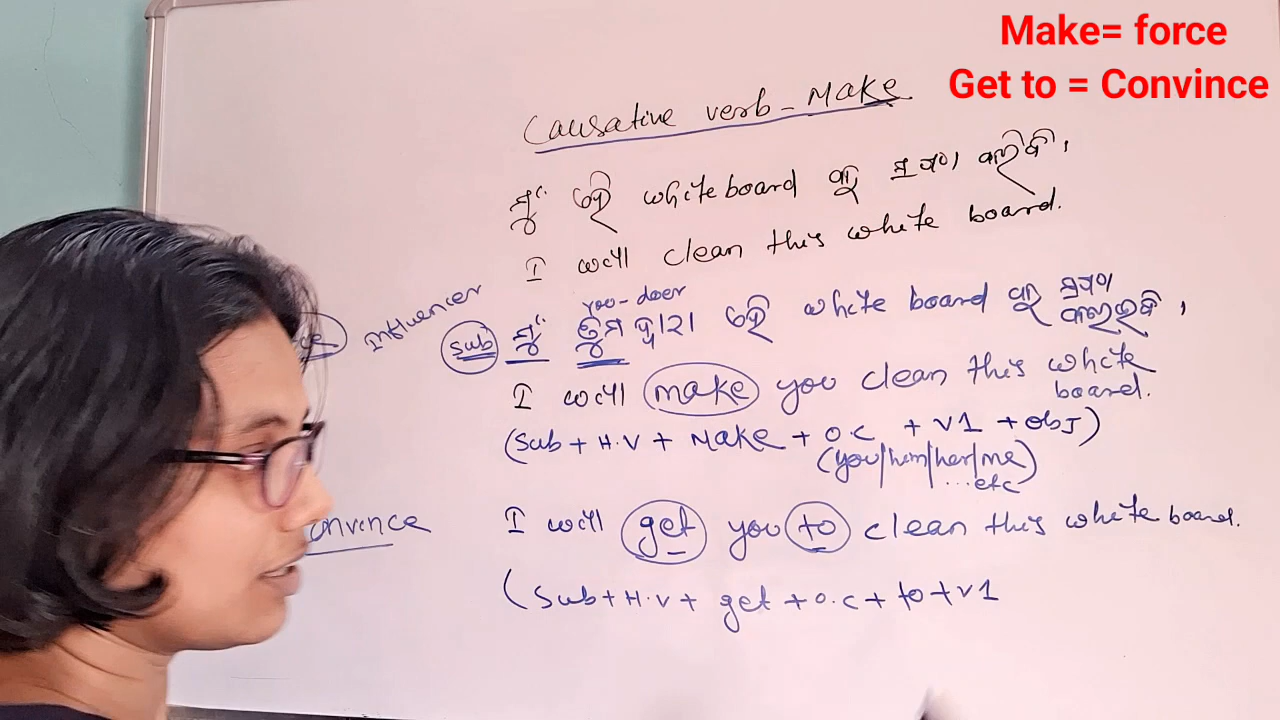 Make= force
Get to = Convince
Causative verb - Make
ମୁଁ ଏହି whiteboard କୁ ସଫା କରିବି ।
I will clean this white board.
Influencer
you - doer
sub ମୁଁ ତୁମ ଦ୍ୱାରା ଏହି white board କୁ ସଫା
କରାଇବି ।
I will make you clean this white
board.
(Sub + H.V + Make + O.C + V1 + obj)
(you/him/her/me
...etc)
onvince
I will get you to clean this white board.
(Sub + H.V + get + O.C + to + V1